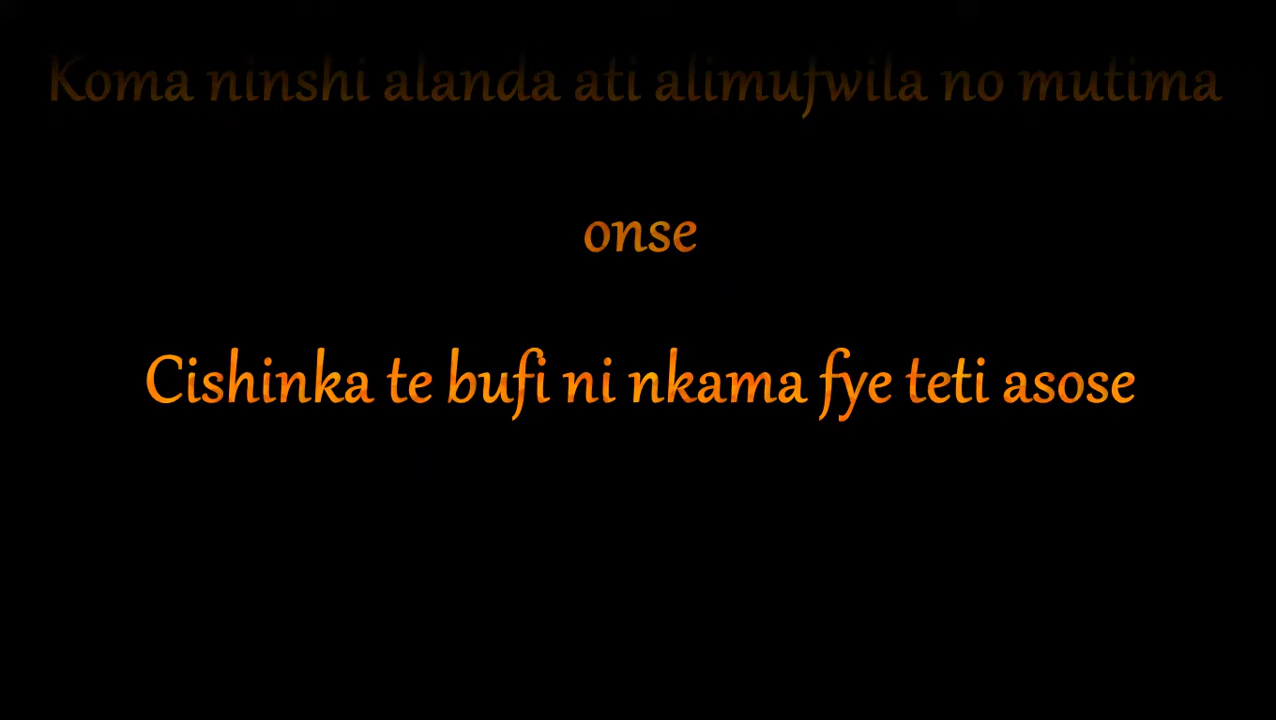 Koma ninshi alanda ati alimufwila no mutima
onse
Cishinka te bufi ni nkama fye teti asose